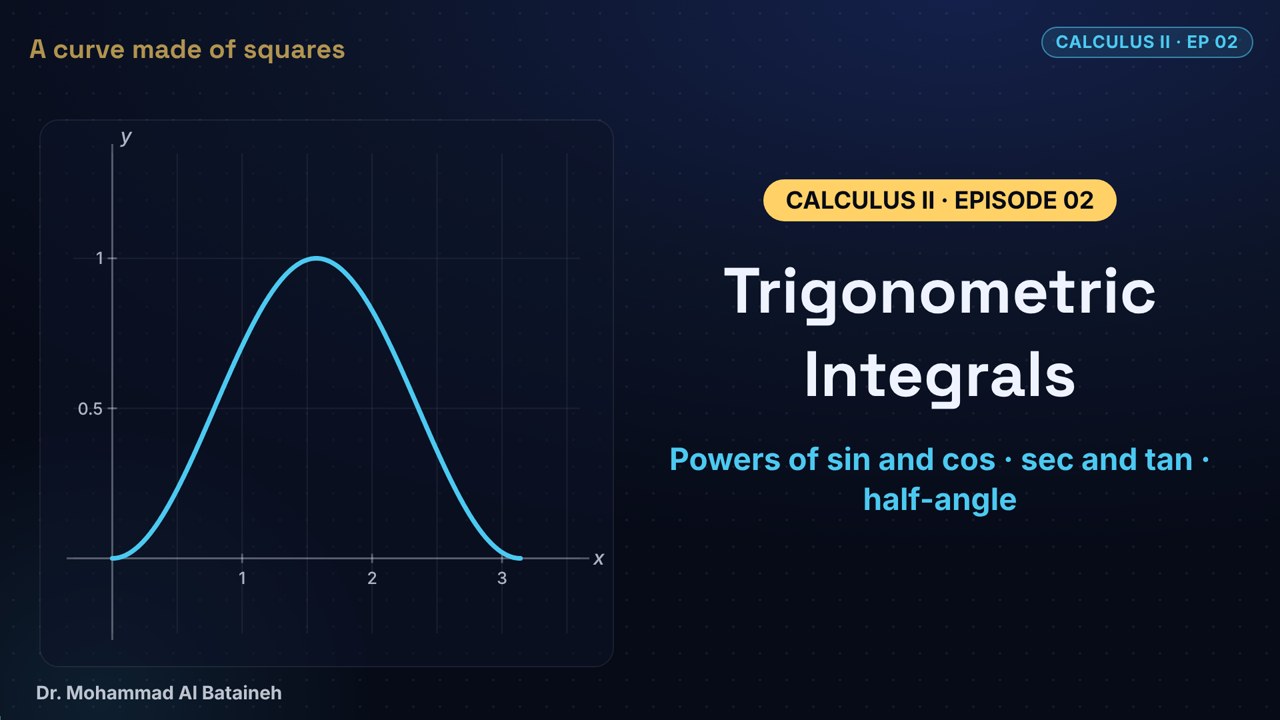 A curve made of squares
CALCULUS II · EP 02
y
1
0.5
1
2
3
x
CALCULUS II · EPISODE 02
Trigonometric
Integrals
Powers of sin and cos · sec and tan ·
half-angle
Dr. Mohammad Al Bataineh